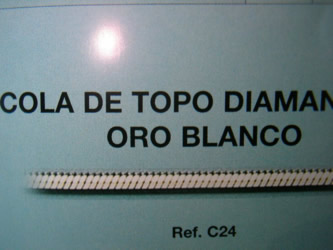 COLA DE TOPO DIAMAN
ORO BLANCO
Ref. C24